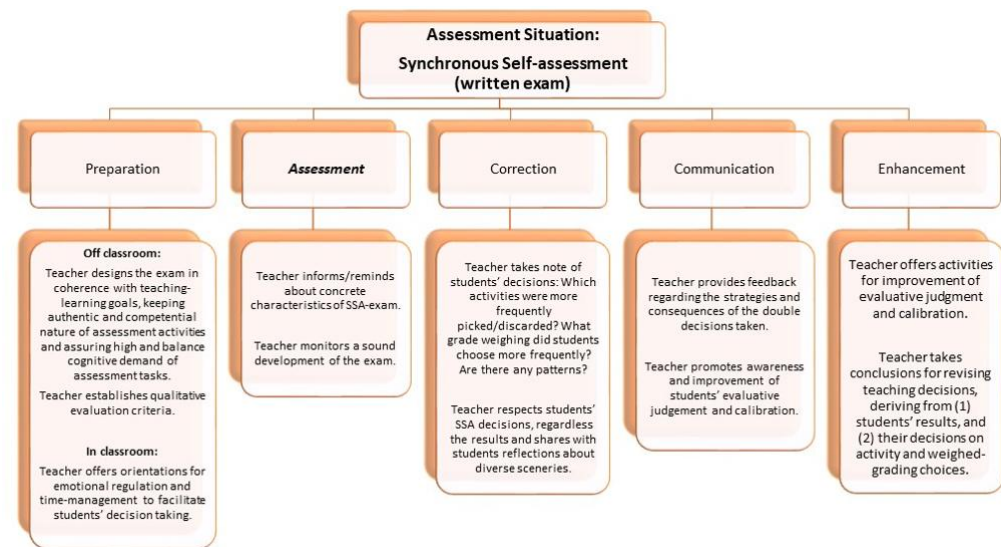 Assessment Situation:
Synchronous Self-assessment
(written exam)
Preparation
Assessment
Correction
Communication
Enhancement
Off classroom:
Teacher designs the exam in
coherence with teaching-
learning goals, keeping
authentic and competential
nature of assessment activities
and assuring high and balance
cognitive demand of
assessment tasks.
Teacher establishes qualitative
evaluation criteria.
In classroom:
Teacher offers orientations for
emotional regulation and
time-management to facilitate
students' decision taking.
Teacher informs/reminds
about concrete
characteristics of SSA-exam.
Teacher monitors a sound
development of the exam.
Teacher takes note of
students' decisions: Which
activities were more
frequently
picked/discarded? What
grade weighing did students
choose more frequently?
Are there any patterns?
Teacher respects students'
SSA decisions, regardless
the results and shares with
students reflections about
diverse sceneries.
Teacher provides feedback
regarding the strategies and
consequences of the double
decisions taken.
Teacher promotes awareness
and improvement of
students' evaluative
judgement and calibration.
Teacher offers activities
for improvement of
evaluative judgment
and calibration.
Teacher takes
conclusions for revising
teaching decisions,
deriving from (1)
students' results, and
(2) their decisions on
activity and weighed-
grading choices.